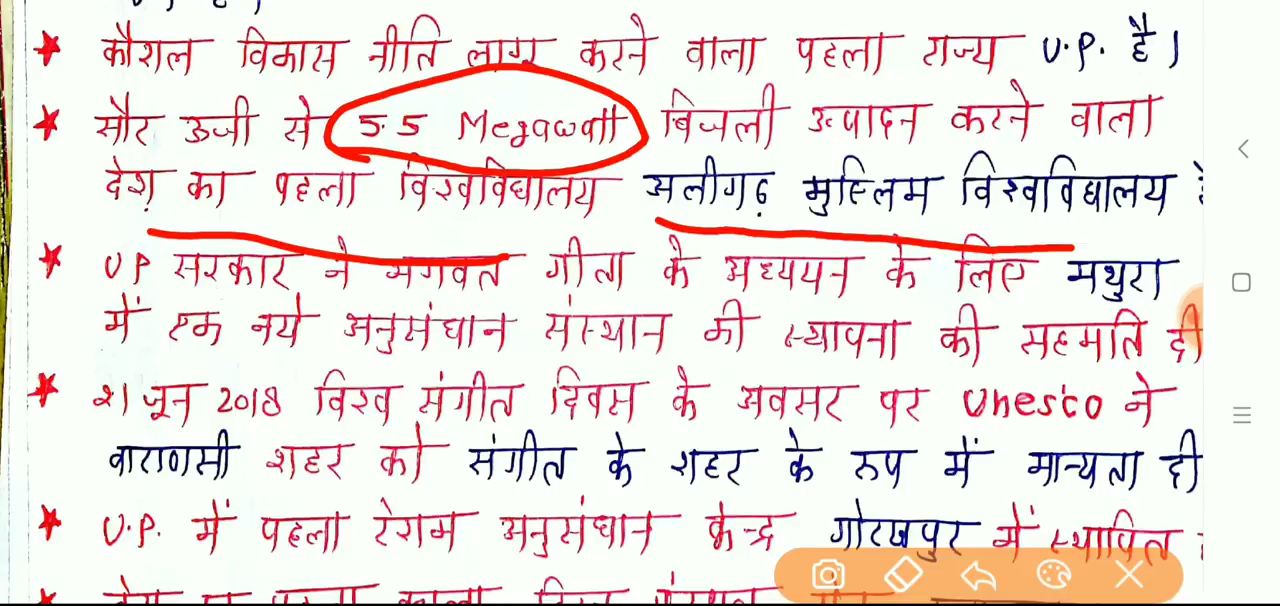 ★ कौशल विकास नीति लागू करने वाला पहला राज्य U.P. है।
★ सौर ऊर्जा से 5.5 Megawatt बिजली उत्पादन करने वाला
देश का पहला विश्वविद्यालय अलीगढ़ मुस्लिम विश्वविद्यालय
★ UP सरकार ने भगवत गीता के अध्ययन के लिए मथुरा
में एक नये अनुसंधान संस्थान की स्थापना की सहमति दी
★ 21 जून 2018 विश्व संगीत दिवस के अवसर पर Unesco ने
वाराणसी शहर को संगीत के शहर के रुप में मान्यता दी
★ U.P. में पहला रेशम अनुसंधान केन्द्र गोरखपुर में स्थापित